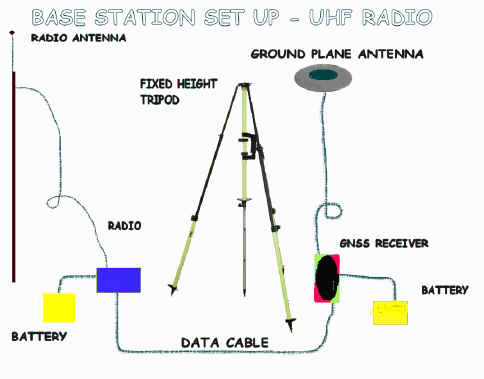 BASE STATION SET UP - UHF RADIO
RADIO ANTENNA
GROUND PLANE ANTENNA
FIXED HEIGHT
TRIPOD
RADIO
GNSS RECEIVER
BATTERY
BATTERY
DATA CABLE